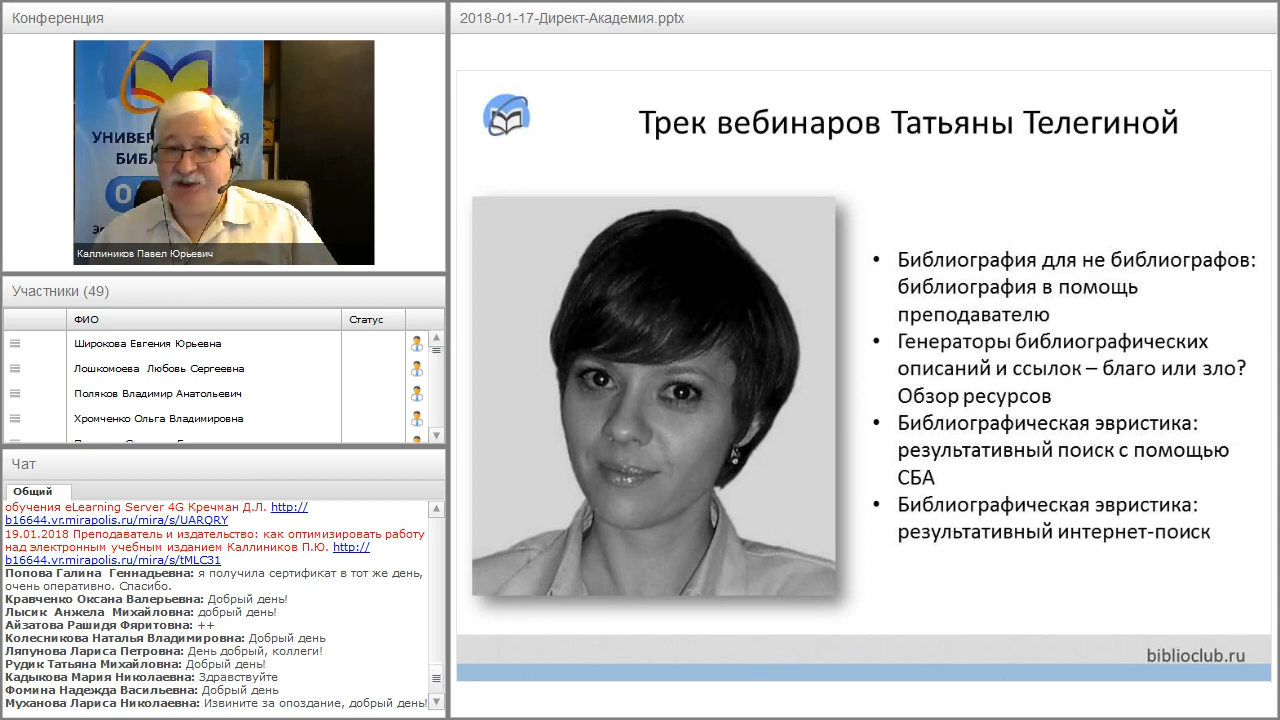 Конференция
УНИВЕР
АЯ
БИБЛ
Каллиников Павел Юрьевич
Участники (49)
ФИО
Статус
Широкова Евгения Юрьевна
Лошкомоева Любовь Сергеевна
Поляков Владимир Анатольевич
Хромченко Ольга Владимировна
Чат
Общий
обучения eLearning Server 4G Кречман Д.Л. http://
b16644.vr.mirapolis.ru/mira/s/UARQRY
19.01.2018 Преподаватель и издательство: как оптимизировать работу
над электронным учебным изданием Каллиников П.Ю. http://
b16644.vr.mirapolis.ru/mira/s/tMLC31
Попова Галина Геннадьевна: я получила сертификат в тот же день,
очень оперативно. Спасибо.
Кравченко Оксана Валерьевна: Добрый день!
Лысик Анжела Михайловна: добрый день!
Айзатова Рашидя Фяритовна: ++
Колесникова Наталья Владимировна: Добрый день
Ляпунова Лариса Петровна: День добрый, коллеги!
Рудик Татьяна Михайловна: Добрый день!
Кадыкова Мария Николаевна: Здравствуйте
Фомина Надежда Васильевна: Добрый день
Муханова Лариса Николаевна: Извините за опоздание, добрый день!
2018-01-17-Директ-Академия.pptx
Трек вебинаров Татьяны Телегиной
• Библиография для не библиографов:
библиография в помощь
преподавателю
• Генераторы библиографических
описаний и ссылок – благо или зло?
Обзор ресурсов
• Библиографическая эвристика:
результативный поиск с помощью
СБА
• Библиографическая эвристика:
результативный интернет-поиск
biblioclub.ru